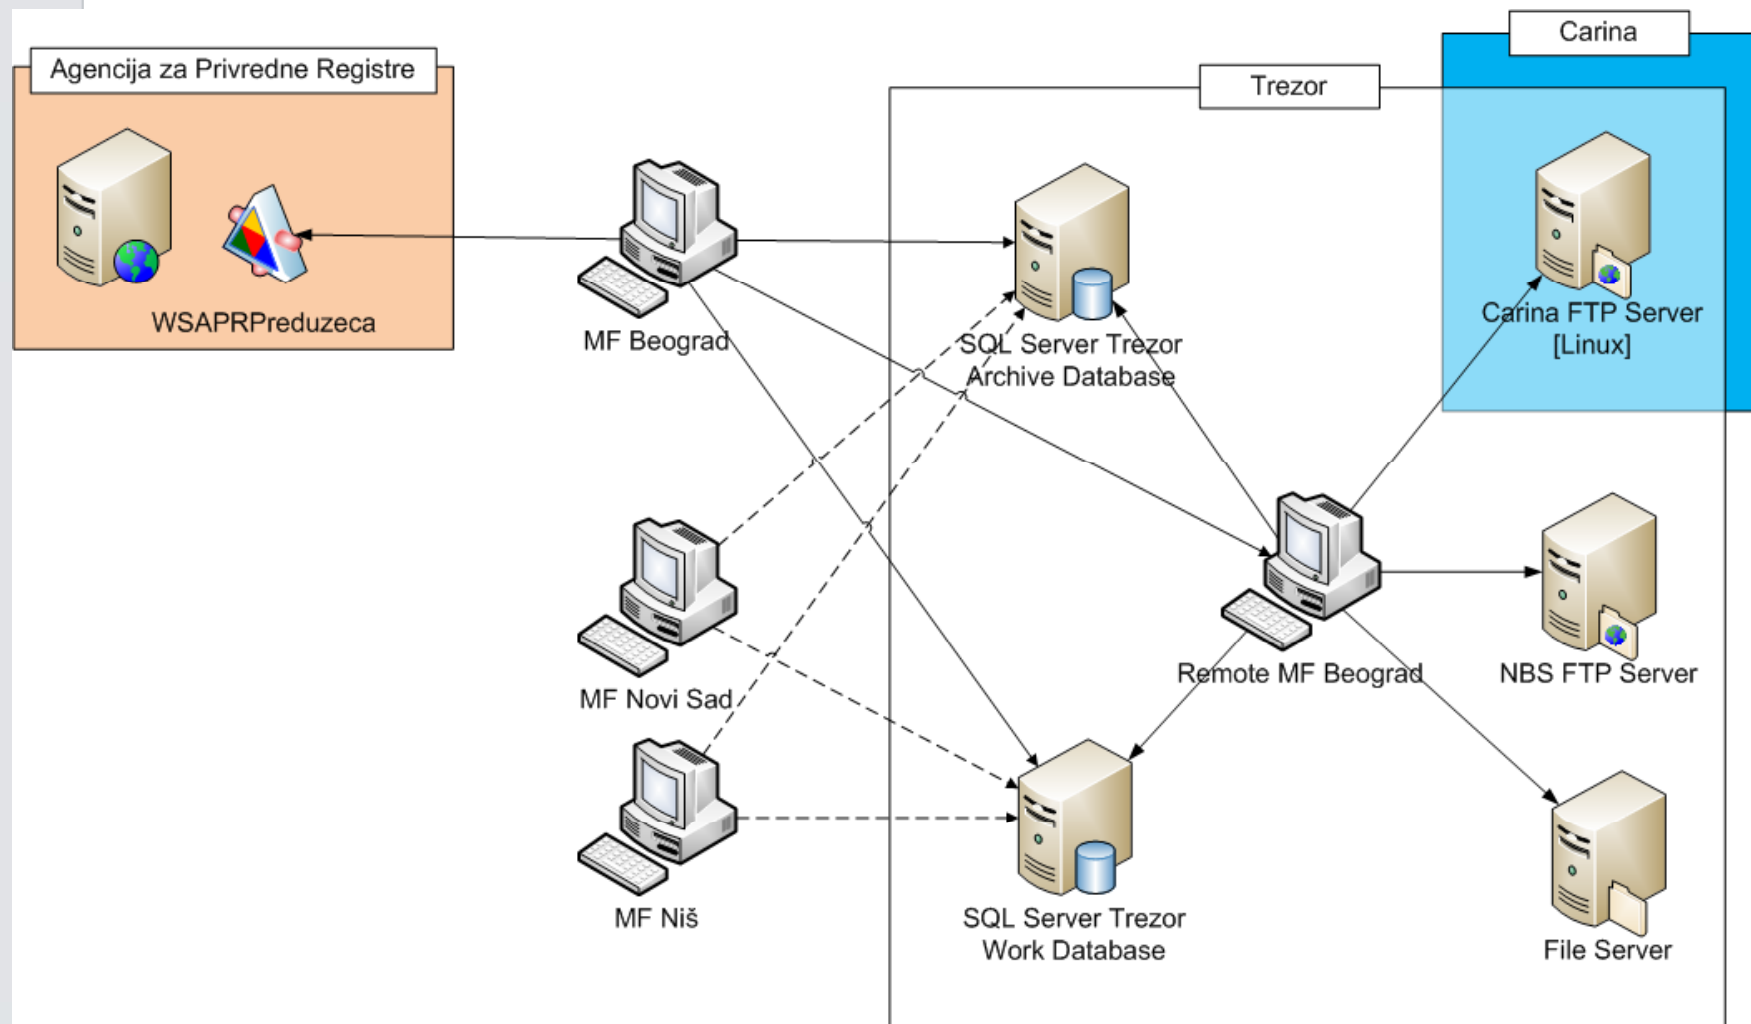 Carina
Agencija za Privredne Registre
Trezor
WSAPRPreduzeca
MF Beograd
SQL Server Trezor
Archive Database
Carina FTP Server
[Linux]
MF Novi Sad
Remote MF Beograd
NBS FTP Server
MF Niš
SQL Server Trezor
Work Database
File Server